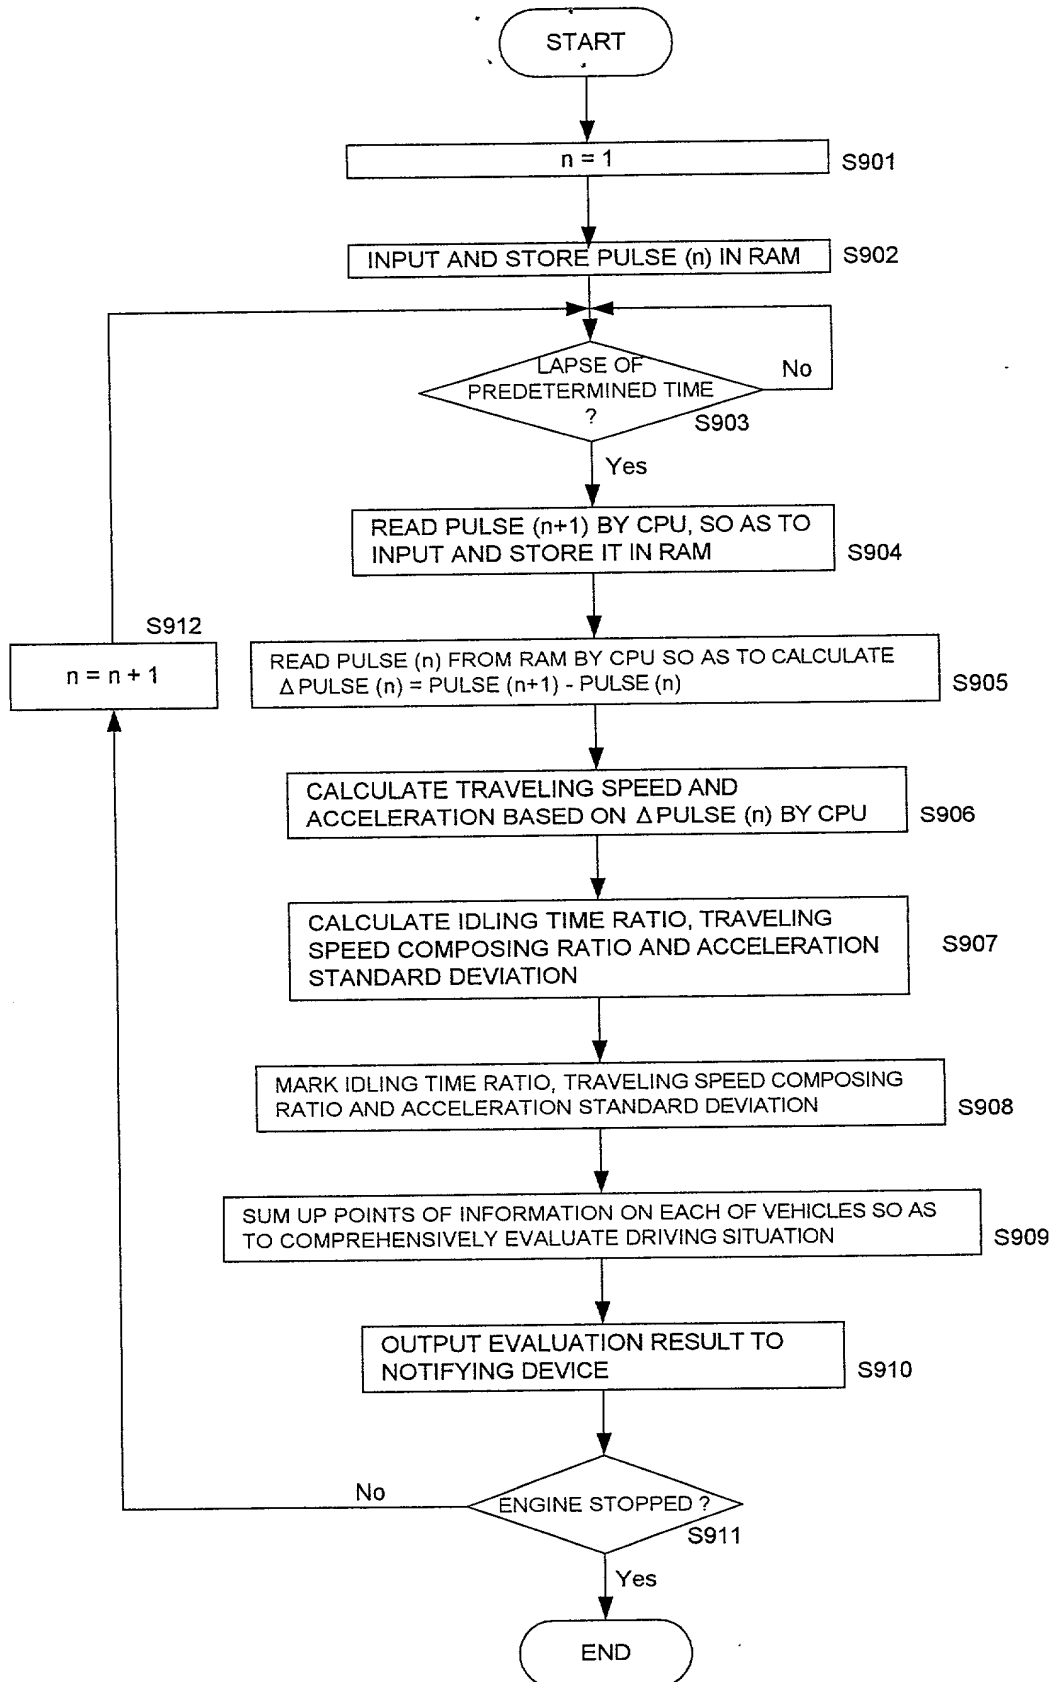 START
n = 1
S901
INPUT AND STORE PULSE (n) IN RAM
S902
LAPSE OF
PREDETERMINED TIME
?
No
S903
Yes
READ PULSE (n+1) BY CPU, SO AS TO
INPUT AND STORE IT IN RAM
S904
S912
n = n + 1
READ PULSE (n) FROM RAM BY CPU SO AS TO CALCULATE
Δ PULSE (n) = PULSE (n+1) - PULSE (n)
S905
CALCULATE TRAVELING SPEED AND
ACCELERATION BASED ON Δ PULSE (n) BY CPU
S906
CALCULATE IDLING TIME RATIO, TRAVELING
SPEED COMPOSING RATIO AND ACCELERATION
STANDARD DEVIATION
S907
MARK IDLING TIME RATIO, TRAVELING SPEED COMPOSING
RATIO AND ACCELERATION STANDARD DEVIATION
S908
SUM UP POINTS OF INFORMATION ON EACH OF VEHICLES SO AS
TO COMPREHENSIVELY EVALUATE DRIVING SITUATION
S909
OUTPUT EVALUATION RESULT TO
NOTIFYING DEVICE
S910
No
ENGINE STOPPED ?
S911
Yes
END